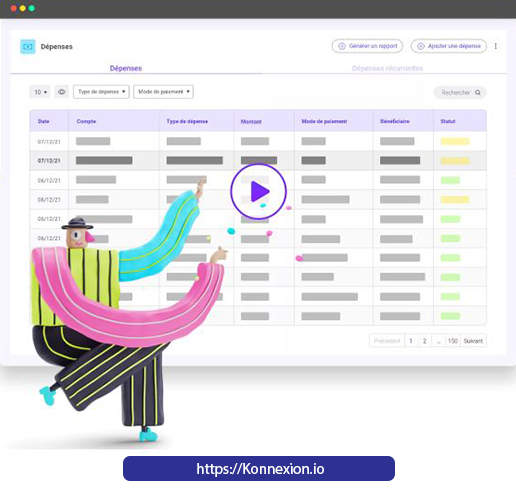 Dépenses
Générer un rapport
Ajouter une dépense
Dépenses
Dépenses récurrentes
10
Type de dépense
Mode de paiement
Rechercher
Date Compte Type de dépense Montant Mode de paiement Bénéficiaire Statut
07/12/21
07/12/21
06/12/21
06/12/21
06/12/21
06/12/21
Précédent 1 2 ... 150 Suivant
https://Konnexion.io